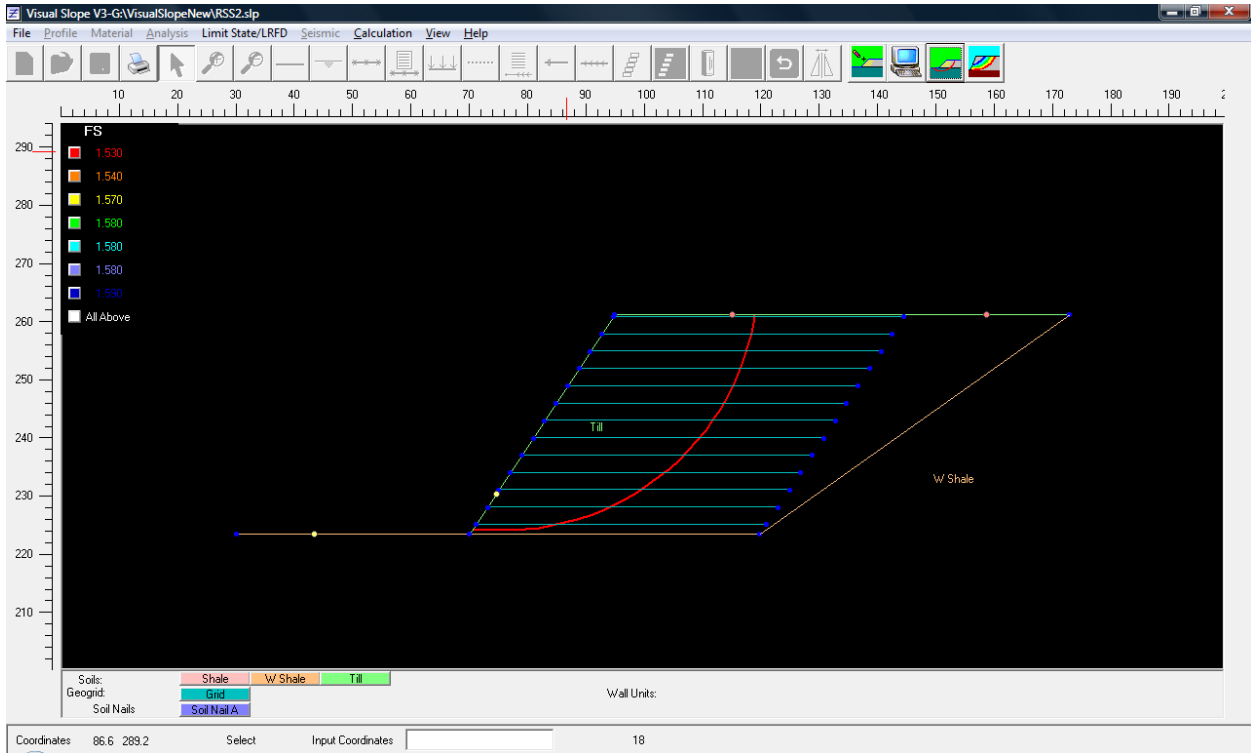 Visual Slope V3-G:\VisualSlopeNew\RSS2.slp
File Profile Material Analysis Limit State/LRFD Seismic Calculation View Help
10 20 30 40 50 60 70 80 90 100 110 120 130 140 150 160 170 180 190 2
FS
290
1.530
1.540
1.570
280
1.580
1.580
270
1.580
1.590
All Above
260
250
240
Till
230
W Shale
220
210
Soils: Shale W Shale Till
Geogrid: Grid Wall Units:
Soil Nails Soil Nail A
Coordinates 86.6 289.2 Select Input Coordinates 18